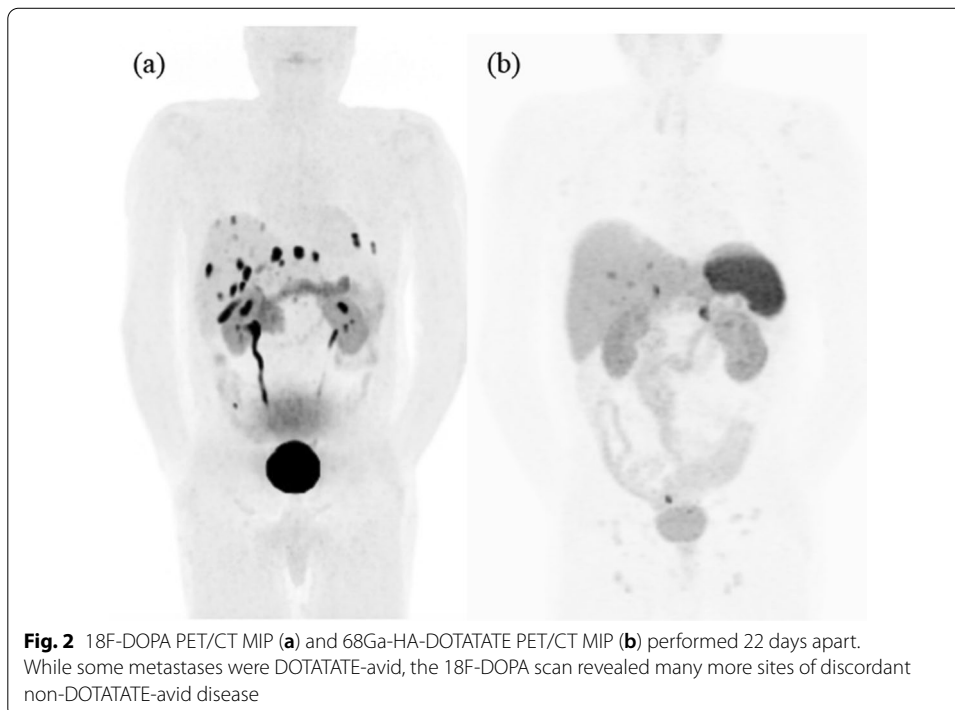 (a)
(b)
Fig. 2 18F-DOPA PET/CT MIP (a) and 68Ga-HA-DOTATATE PET/CT MIP (b) performed 22 days apart.
While some metastases were DOTATATE-avid, the 18F-DOPA scan revealed many more sites of discordant
non-DOTATATE-avid disease